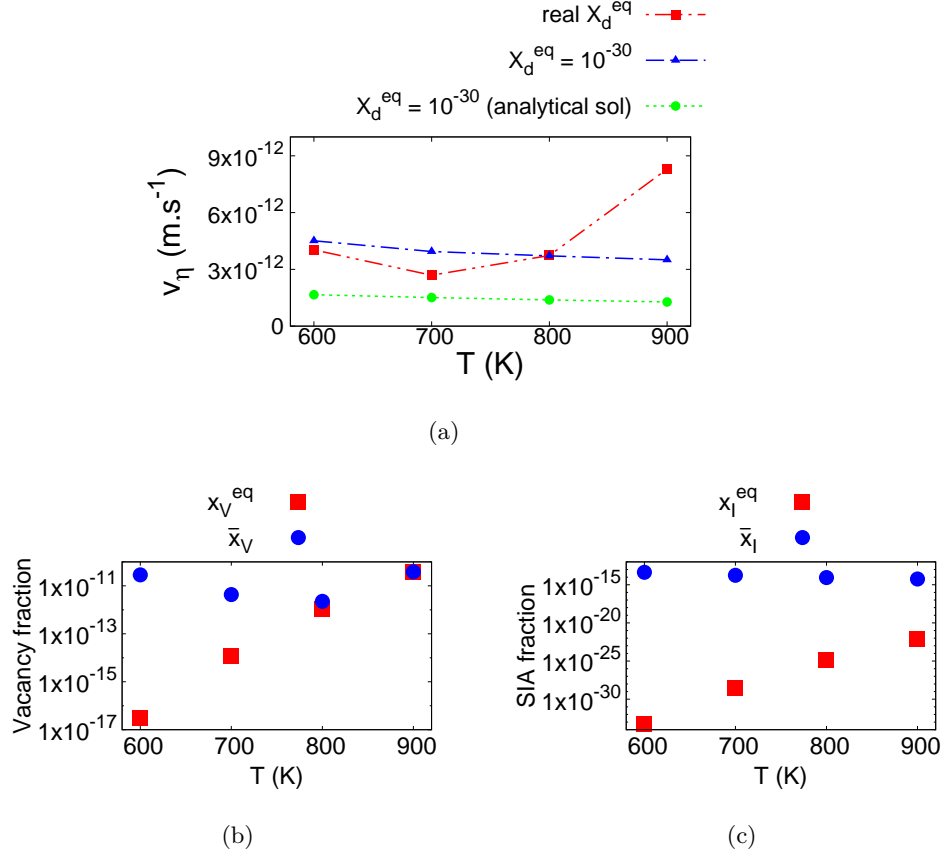 real X_d^eq
X_d^eq = 10^-30
X_d^eq = 10^-30 (analytical sol)
v_η (m.s^-1)
9x10^-12
6x10^-12
3x10^-12
0
600 700 800 900
T (K)
(a)
x_V^eq
x̄_V
Vacancy fraction
1x10^-11
1x10^-13
1x10^-15
1x10^-17
600 700 800 900
T (K)
(b)
x_I^eq
x̄_I
SIA fraction
1x10^-15
1x10^-20
1x10^-25
1x10^-30
600 700 800 900
T (K)
(c)